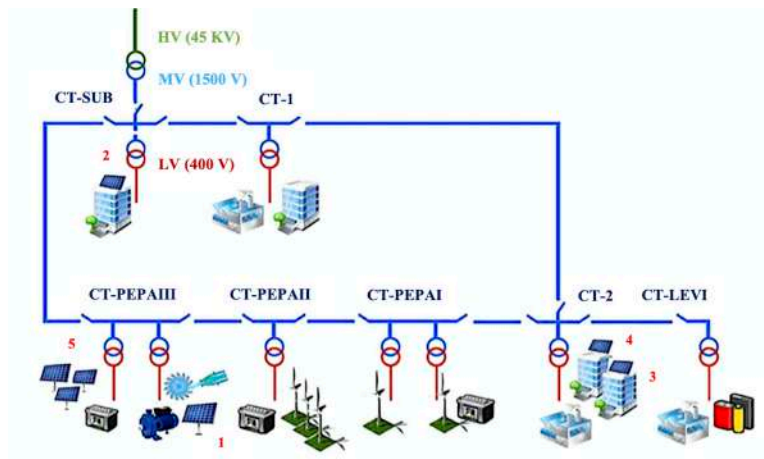 HV (45 KV)
MV (1500 V)
CT-SUB
CT-1
2
LV (400 V)
CT-PEPAIII
CT-PEPAII
CT-PEPAI
CT-2
CT-LEVI
5
4
3
1